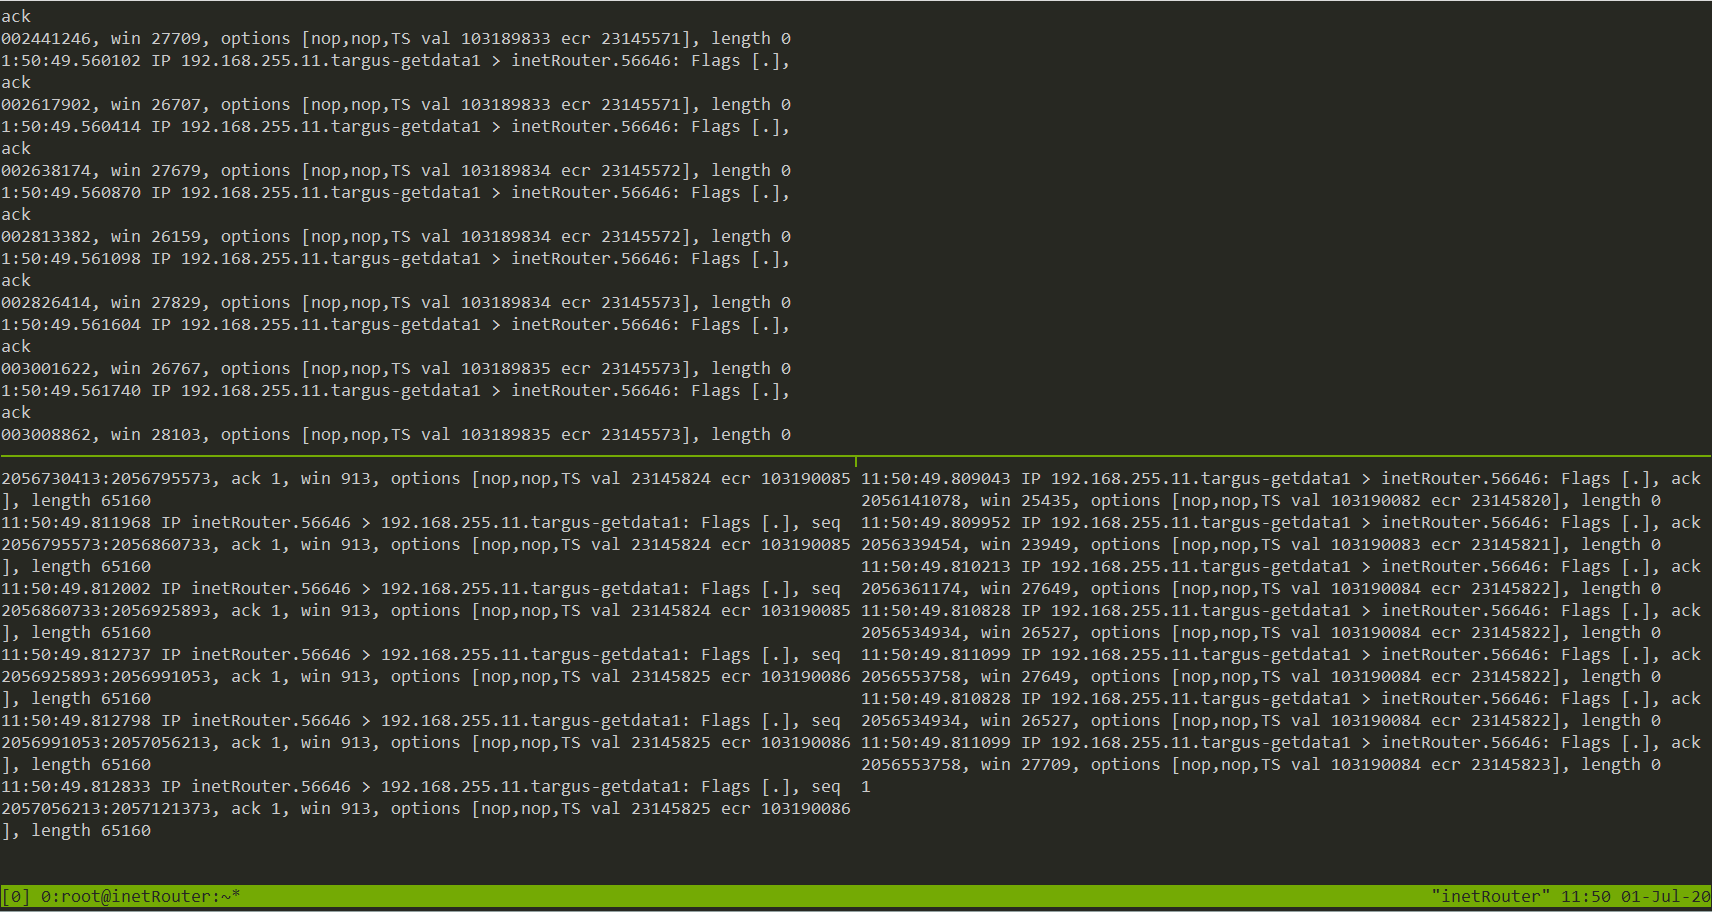 ack
002441246, win 27709, options [nop,nop,TS val 103189833 ecr 23145571], length 0
1:50:49.560102 IP 192.168.255.11.targus-getdata1 > inetRouter.56646: Flags [.],
ack
002617902, win 26707, options [nop,nop,TS val 103189833 ecr 23145571], length 0
1:50:49.560414 IP 192.168.255.11.targus-getdata1 > inetRouter.56646: Flags [.],
ack
002638174, win 27679, options [nop,nop,TS val 103189834 ecr 23145572], length 0
1:50:49.560870 IP 192.168.255.11.targus-getdata1 > inetRouter.56646: Flags [.],
ack
002813382, win 26159, options [nop,nop,TS val 103189834 ecr 23145572], length 0
1:50:49.561098 IP 192.168.255.11.targus-getdata1 > inetRouter.56646: Flags [.],
ack
002826414, win 27829, options [nop,nop,TS val 103189834 ecr 23145573], length 0
1:50:49.561604 IP 192.168.255.11.targus-getdata1 > inetRouter.56646: Flags [.],
ack
003001622, win 26767, options [nop,nop,TS val 103189835 ecr 23145573], length 0
1:50:49.561740 IP 192.168.255.11.targus-getdata1 > inetRouter.56646: Flags [.],
ack
003008862, win 28103, options [nop,nop,TS val 103189835 ecr 23145573], length 0
2056730413:2056795573, ack 1, win 913, options [nop,nop,TS val 23145824 ecr 103190085
], length 65160
11:50:49.811968 IP inetRouter.56646 > 192.168.255.11.targus-getdata1: Flags [.], seq
2056795573:2056860733, ack 1, win 913, options [nop,nop,TS val 23145824 ecr 103190085
], length 65160
11:50:49.812002 IP inetRouter.56646 > 192.168.255.11.targus-getdata1: Flags [.], seq
2056860733:2056925893, ack 1, win 913, options [nop,nop,TS val 23145824 ecr 103190085
], length 65160
11:50:49.812737 IP inetRouter.56646 > 192.168.255.11.targus-getdata1: Flags [.], seq
2056925893:2056991053, ack 1, win 913, options [nop,nop,TS val 23145825 ecr 103190086
], length 65160
11:50:49.812798 IP inetRouter.56646 > 192.168.255.11.targus-getdata1: Flags [.], seq
2056991053:2057056213, ack 1, win 913, options [nop,nop,TS val 23145825 ecr 103190086
], length 65160
11:50:49.812833 IP inetRouter.56646 > 192.168.255.11.targus-getdata1: Flags [.], seq
2057056213:2057121373, ack 1, win 913, options [nop,nop,TS val 23145825 ecr 103190086
], length 65160
11:50:49.809043 IP 192.168.255.11.targus-getdata1 > inetRouter.56646: Flags [.], ack
2056141078, win 25435, options [nop,nop,TS val 103190082 ecr 23145820], length 0
11:50:49.809952 IP 192.168.255.11.targus-getdata1 > inetRouter.56646: Flags [.], ack
2056339454, win 23949, options [nop,nop,TS val 103190083 ecr 23145821], length 0
11:50:49.810213 IP 192.168.255.11.targus-getdata1 > inetRouter.56646: Flags [.], ack
2056361174, win 27649, options [nop,nop,TS val 103190084 ecr 23145822], length 0
11:50:49.810828 IP 192.168.255.11.targus-getdata1 > inetRouter.56646: Flags [.], ack
2056534934, win 26527, options [nop,nop,TS val 103190084 ecr 23145822], length 0
11:50:49.811099 IP 192.168.255.11.targus-getdata1 > inetRouter.56646: Flags [.], ack
2056553758, win 27649, options [nop,nop,TS val 103190084 ecr 23145822], length 0
11:50:49.810828 IP 192.168.255.11.targus-getdata1 > inetRouter.56646: Flags [.], ack
2056534934, win 26527, options [nop,nop,TS val 103190084 ecr 23145822], length 0
11:50:49.811099 IP 192.168.255.11.targus-getdata1 > inetRouter.56646: Flags [.], ack
2056553758, win 27709, options [nop,nop,TS val 103190084 ecr 23145823], length 0
1
[0] 0:root@inetRouter:~* "inetRouter" 11:50 01-Jul-20